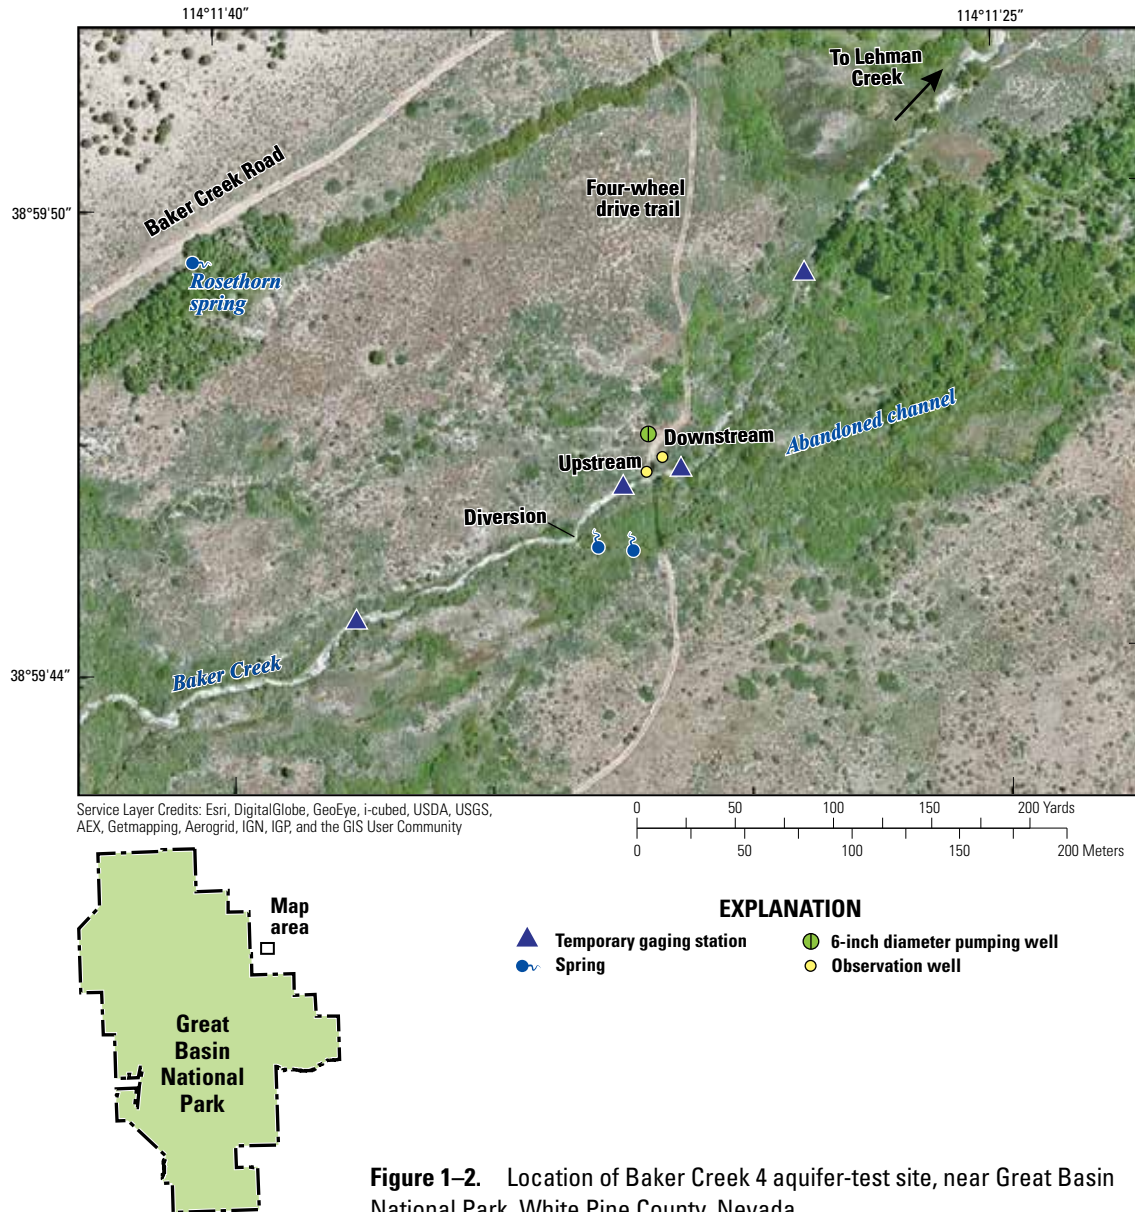 114°11'40"
114°11'25"
To Lehman
Creek
Baker Creek Road
Four-wheel
drive trail
38°59'50"
Rosethorn
spring
Abandoned channel
Downstream
Upstream
Diversion
Baker Creek
38°59'44"
Service Layer Credits: Esri, DigitalGlobe, GeoEye, i-cubed, USDA, USGS,
AEX, Getmapping, Aerogrid, IGN, IGP, and the GIS User Community
0 50 100 150 200 Yards
0 50 100 150 200 Meters
Map
area
EXPLANATION
Temporary gaging station
6-inch diameter pumping well
Spring
Observation well
Great
Basin
National
Park
Figure 1–2. Location of Baker Creek 4 aquifer-test site, near Great Basin
National Park, White Pine County, Nevada